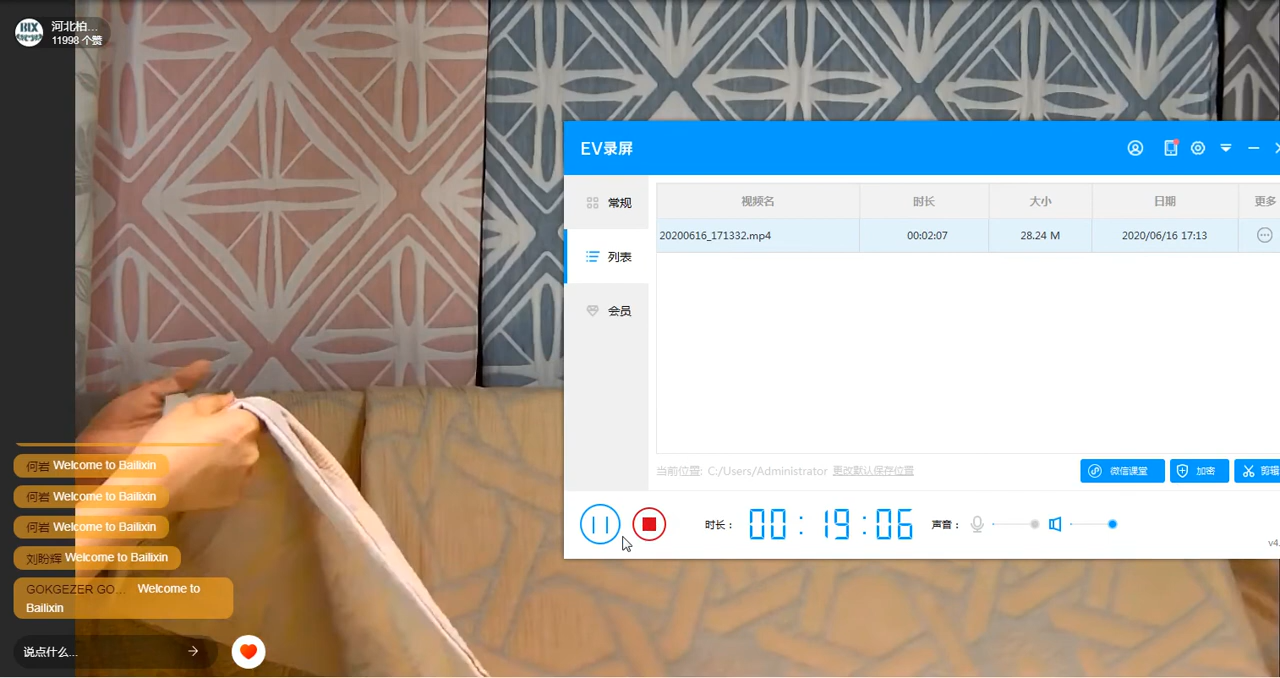 河北柏...
11998 个赞
EV录屏
常规
列表
会员
视频名 时长 大小 日期 更多
20200616_171332.mp4 00:02:07 28.24 M 2020/06/16 17:13
当前位置: C:/Users/Administrator 更改默认保存位置
微信课堂 加密 剪辑
时长： 00:19:06 声音：
v4.
何岩 Welcome to Bailixin
何岩 Welcome to Bailixin
何岩 Welcome to Bailixin
刘盼辉 Welcome to Bailixin
GOKGEZER GO... Welcome to
Bailixin
说点什么...